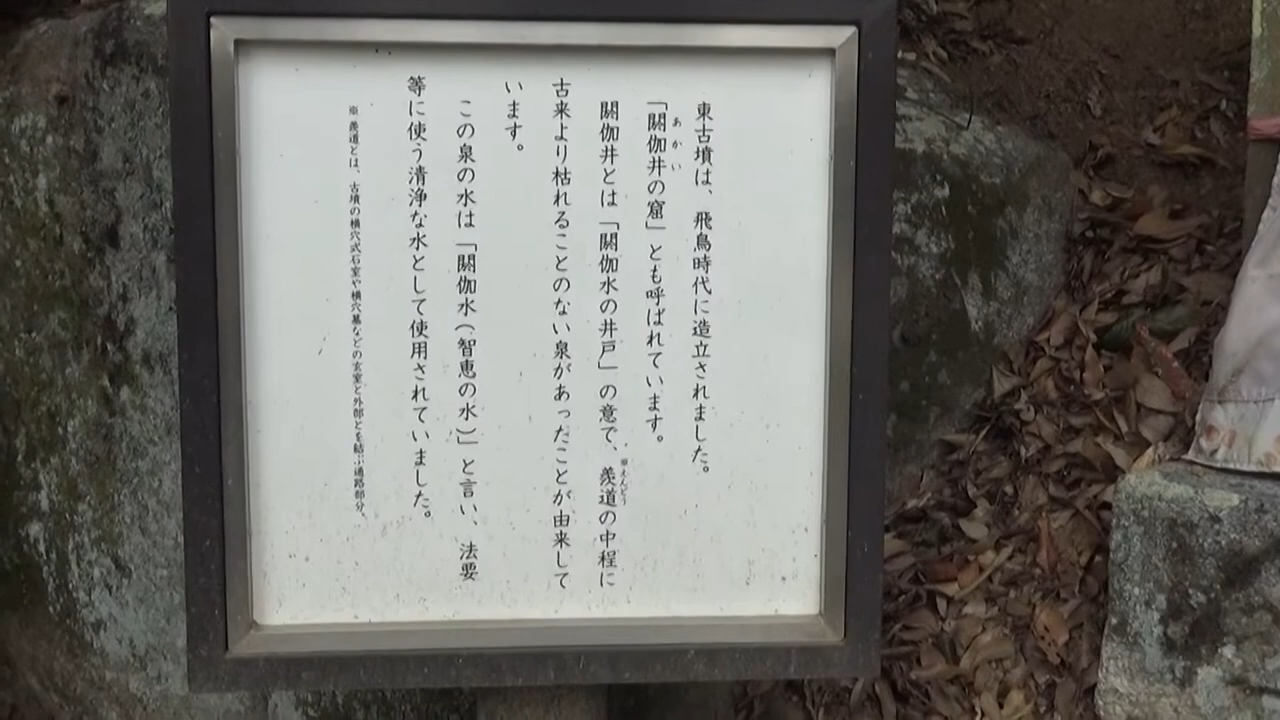 東古墳は、飛鳥時代に造立されました。
「閼伽井の窟」とも呼ばれています。
あかい
閼伽井とは「閼伽水の井戸」の意で、羨道の中程に
※えんどう
古来より枯れることのない泉があったことが由来して
います。
この泉の水は「閼伽水（智恵の水）」と言い、法要
等に使う清浄な水として使用されていました。
※ 羨道とは、古墳の横穴式石室や横穴墓などの玄室と外部とを結ぶ通路部分。